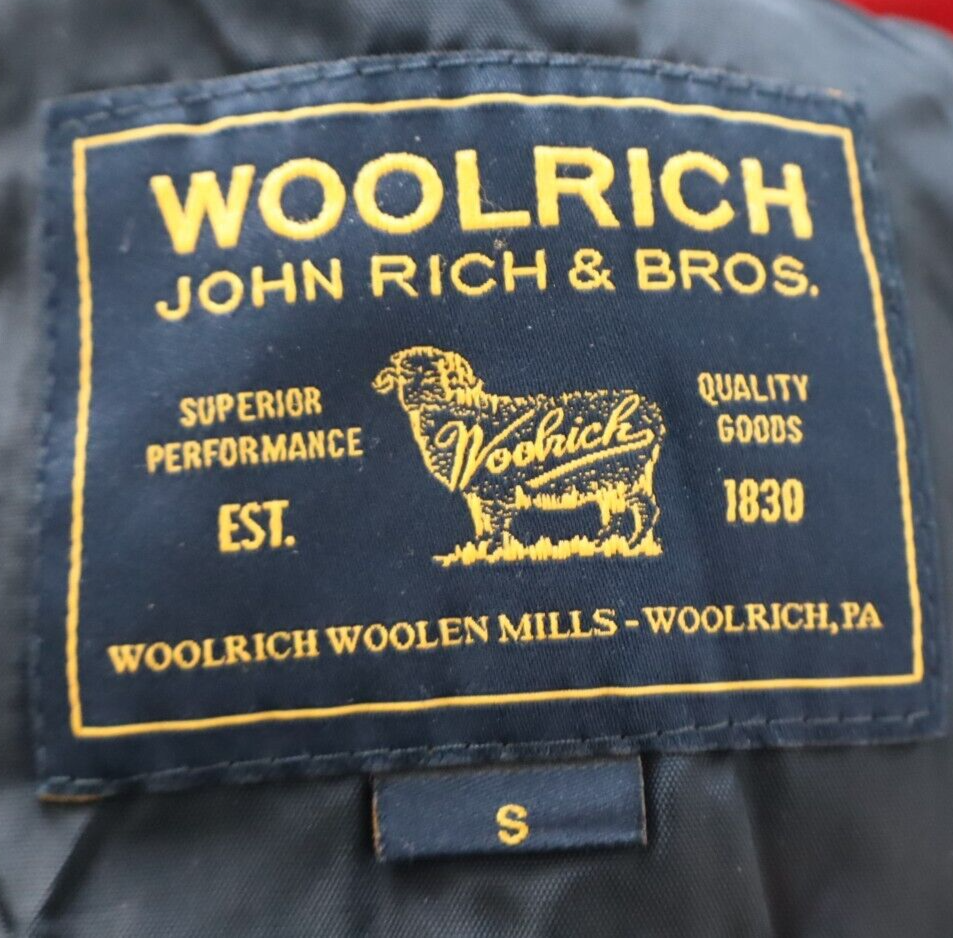 WOOLRICH
JOHN RICH & BROS.
SUPERIOR
PERFORMANCE
EST.
Woolrich
QUALITY
GOODS
1830
WOOLRICH WOOLEN MILLS - WOOLRICH, PA
S